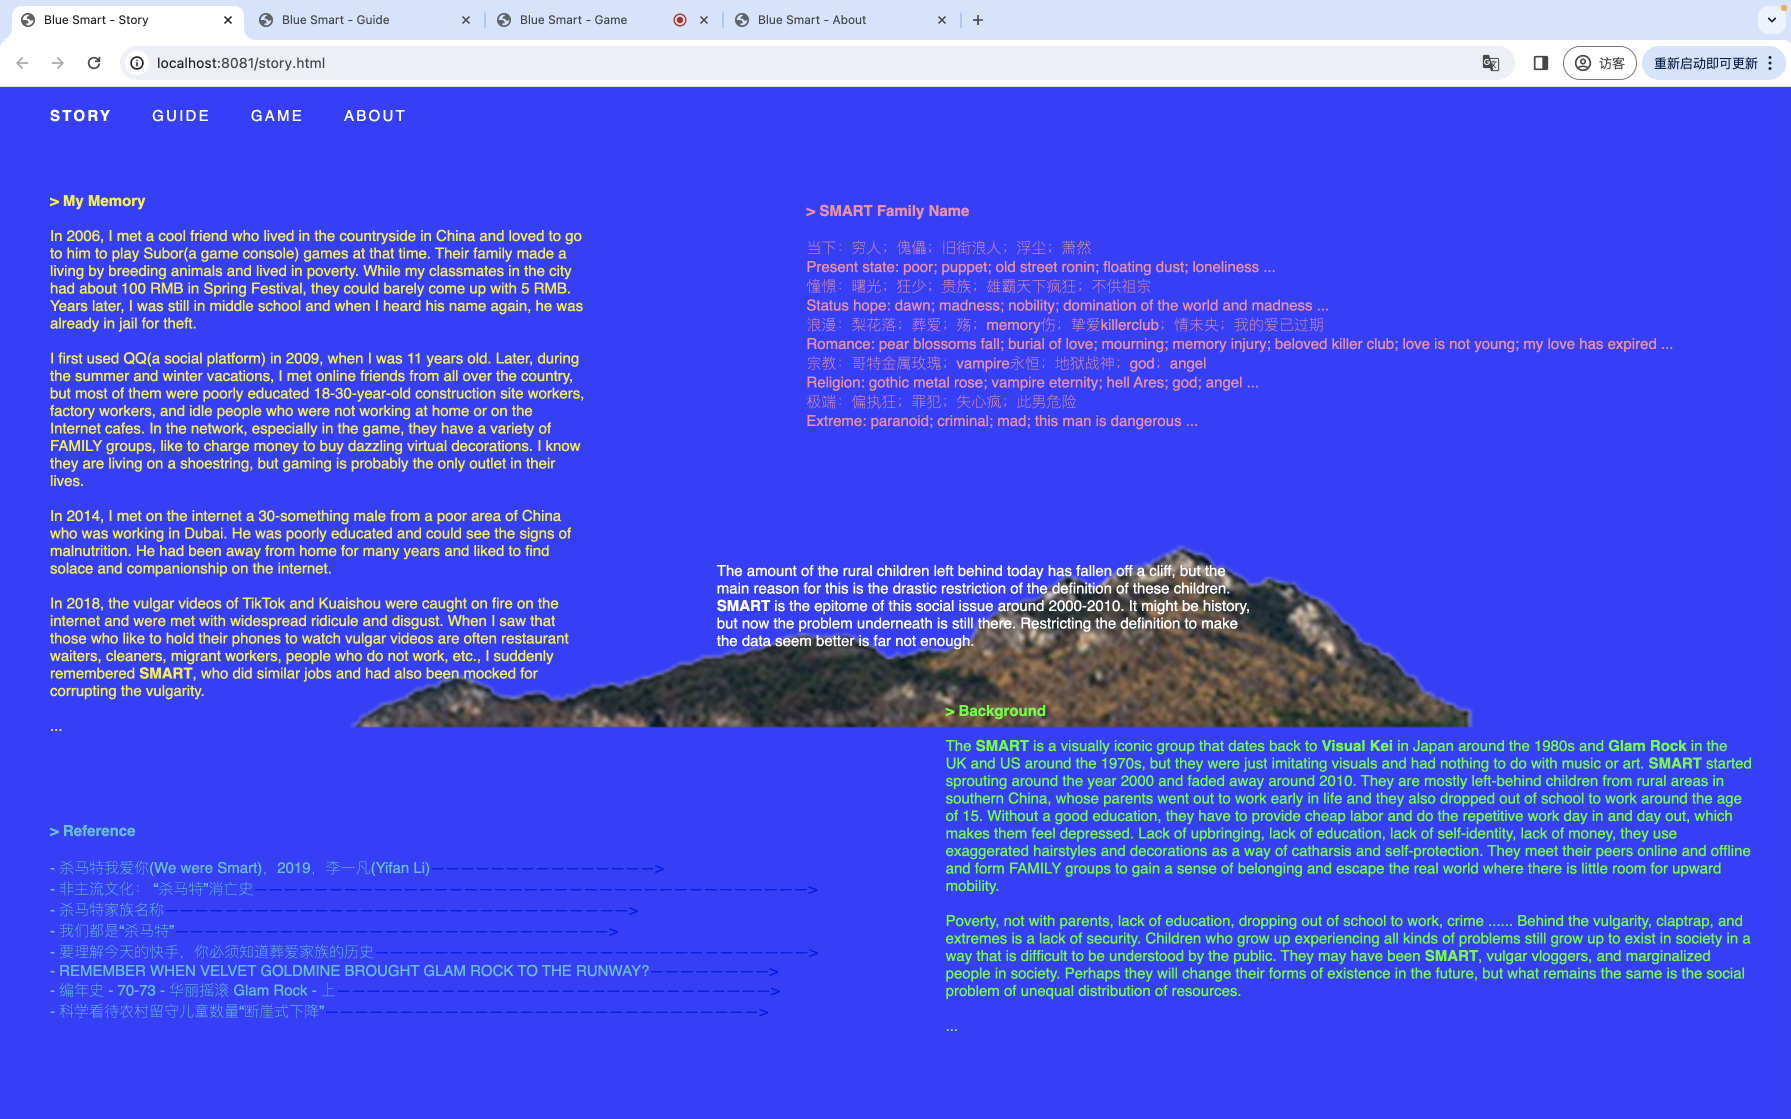 Blue Smart - Story
Blue Smart - Guide
Blue Smart - Game
Blue Smart - About
localhost:8081/story.html
访客
重新启动即可更新
STORY GUIDE GAME ABOUT
> My Memory
In 2006, I met a cool friend who lived in the countryside in China and loved to go
to him to play Subor(a game console) games at that time. Their family made a
living by breeding animals and lived in poverty. While my classmates in the city
had about 100 RMB in Spring Festival, they could barely come up with 5 RMB.
Years later, I was still in middle school and when I heard his name again, he was
already in jail for theft.
I first used QQ(a social platform) in 2009, when I was 11 years old. Later, during
the summer and winter vacations, I met online friends from all over the country,
but most of them were poorly educated 18-30-year-old construction site workers,
factory workers, and idle people who were not working at home or on the
Internet cafes. In the network, especially in the game, they have a variety of
FAMILY groups, like to charge money to buy dazzling virtual decorations. I know
they are living on a shoestring, but gaming is probably the only outlet in their
lives.
In 2014, I met on the internet a 30-something male from a poor area of China
who was working in Dubai. He was poorly educated and could see the signs of
malnutrition. He had been away from home for many years and liked to find
solace and companionship on the internet.
In 2018, the vulgar videos of TikTok and Kuaishou were caught on fire on the
internet and were met with widespread ridicule and disgust. When I saw that
those who like to hold their phones to watch vulgar videos are often restaurant
waiters, cleaners, migrant workers, people who do not work, etc., I suddenly
remembered SMART, who did similar jobs and had also been mocked for
corrupting the vulgarity.
...
> SMART Family Name
当下：穷人；傀儡；旧街浪人；浮尘；萧然
Present state: poor; puppet; old street ronin; floating dust; loneliness ...
憧憬：曙光；狂少；贵族；雄霸天下疯狂；不供祖宗
Status hope: dawn; madness; nobility; domination of the world and madness ...
浪漫：梨花落；葬爱；殇；memory伤；挚爱killerclub；情未央；我的爱已过期
Romance: pear blossoms fall; burial of love; mourning; memory injury; beloved killer club; love is not young; my love has expired ...
宗教：哥特金属玫瑰；vampire永恒；地狱战神；god；angel
Religion: gothic metal rose; vampire eternity; hell Ares; god; angel ...
极端：偏执狂；罪犯；失心疯；此男危险
Extreme: paranoid; criminal; mad; this man is dangerous ...
The amount of the rural children left behind today has fallen off a cliff, but the
main reason for this is the drastic restriction of the definition of these children.
SMART is the epitome of this social issue around 2000-2010. It might be history,
but now the problem underneath is still there. Restricting the definition to make
the data seem better is far not enough.
> Background
The SMART is a visually iconic group that dates back to Visual Kei in Japan around the 1980s and Glam Rock in the
UK and US around the 1970s, but they were just imitating visuals and had nothing to do with music or art. SMART started
sprouting around the year 2000 and faded away around 2010. They are mostly left-behind children from rural areas in
southern China, whose parents went out to work early in life and they also dropped out of school to work around the age
of 15. Without a good education, they have to provide cheap labor and do the repetitive work day in and day out, which
makes them feel depressed. Lack of upbringing, lack of education, lack of self-identity, lack of money, they use
exaggerated hairstyles and decorations as a way of catharsis and self-protection. They meet their peers online and offline
and form FAMILY groups to gain a sense of belonging and escape the real world where there is little room for upward
mobility.
Poverty, not with parents, lack of education, dropping out of school to work, crime ...... Behind the vulgarity, claptrap, and
extremes is a lack of security. Children who grow up experiencing all kinds of problems still grow up to exist in society in a
way that is difficult to be understood by the public. They may have been SMART, vulgar vloggers, and marginalized
people in society. Perhaps they will change their forms of existence in the future, but what remains the same is the social
problem of unequal distribution of resources.
...
> Reference
- 杀马特我爱你(We were Smart)，2019，李一凡(Yifan Li)———————————————>
- 非主流文化： “杀马特”消亡史—————————————————————————————————————>
- 杀马特家族名称———————————————————————————————>
- 我们都是“杀马特”—————————————————————————————>
- 要理解今天的快手，你必须知道葬爱家族的历史—————————————————————————————>
- REMEMBER WHEN VELVET GOLDMINE BROUGHT GLAM ROCK TO THE RUNWAY?————————>
- 编年史 - 70-73 - 华丽摇滚 Glam Rock - 上—————————————————————————————>
- 科学看待农村留守儿童数量“断崖式下降”—————————————————————————————>